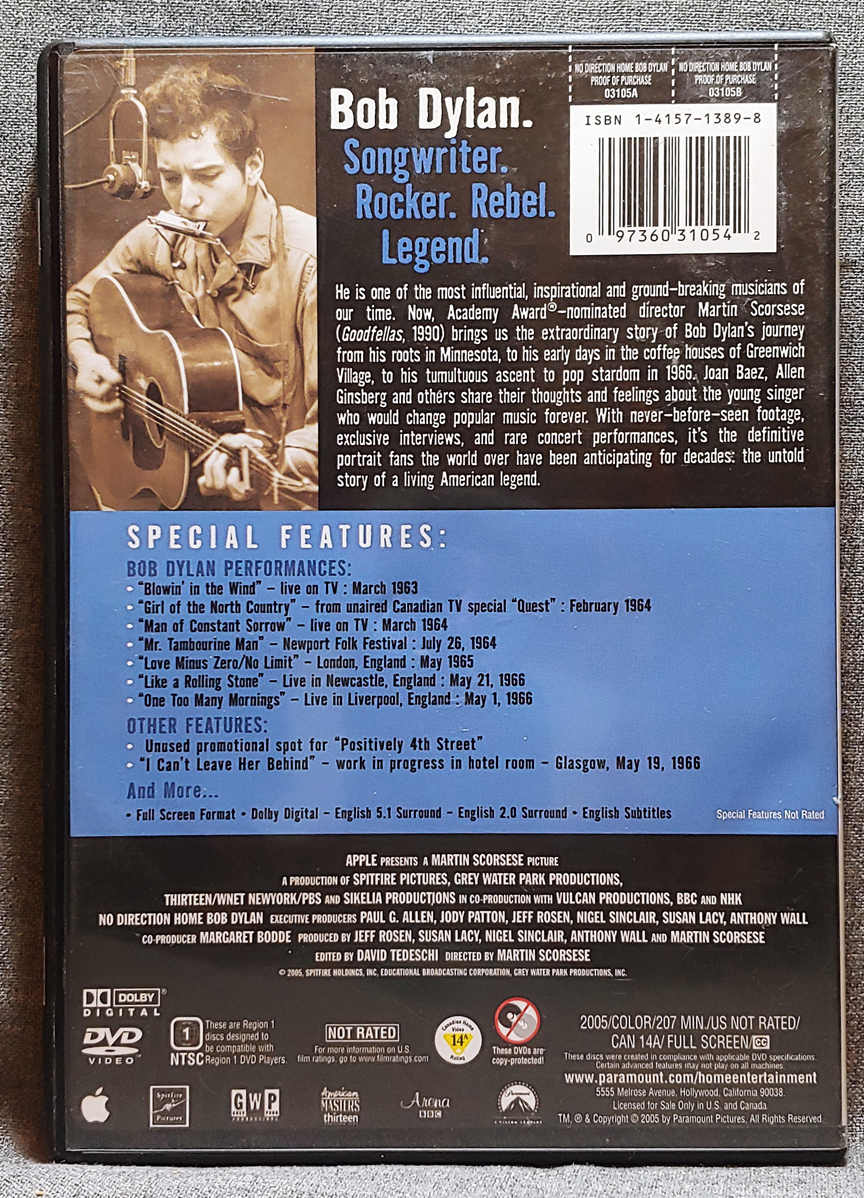 NO DIRECTION HOME BOB DYLAN
PROOF OF PURCHASE
03105A
NO DIRECTION HOME BOB DYLAN
PROOF OF PURCHASE
03105B
ISBN 1-4157-1389-8
0 97360 31054 2
Bob Dylan.
Songwriter.
Rocker. Rebel.
Legend.
He is one of the most influential, inspirational and ground–breaking musicians of
our time. Now, Academy Award®–nominated director Martin Scorsese
(Goodfellas, 1990) brings us the extraordinary story of Bob Dylan's journey
from his roots in Minnesota, to his early days in the coffee houses of Greenwich
Village, to his tumultuous ascent to pop stardom in 1966. Joan Baez, Allen
Ginsberg and others share their thoughts and feelings about the young singer
who would change popular music forever. With never–before–seen footage,
exclusive interviews, and rare concert performances, it's the definitive
portrait fans the world over have been anticipating for decades: the untold
story of a living American legend.
SPECIAL FEATURES:
BOB DYLAN PERFORMANCES:
• "Blowin' in the Wind" – live on TV : March 1963
• "Girl of the North Country" – from unaired Canadian TV special "Quest" : February 1964
• "Man of Constant Sorrow" – live on TV : March 1964
• "Mr. Tambourine Man" – Newport Folk Festival : July 26, 1964
• "Love Minus Zero/No Limit" – London, England : May 1965
• "Like a Rolling Stone" – Live in Newcastle, England : May 21, 1966
• "One Too Many Mornings" – Live in Liverpool, England : May 1, 1966
OTHER FEATURES:
• Unused promotional spot for "Positively 4th Street"
• "I Can't Leave Her Behind" – work in progress in hotel room – Glasgow, May 19, 1966
And More...
• Full Screen Format • Dolby Digital – English 5.1 Surround – English 2.0 Surround • English Subtitles
Special Features Not Rated
APPLE PRESENTS A MARTIN SCORSESE PICTURE
A PRODUCTION OF SPITFIRE PICTURES, GREY WATER PARK PRODUCTIONS,
THIRTEEN/WNET NEWYORK/PBS AND SIKELIA PRODUCTIONS IN CO-PRODUCTION WITH VULCAN PRODUCTIONS, BBC AND NHK
NO DIRECTION HOME BOB DYLAN EXECUTIVE PRODUCERS PAUL G. ALLEN, JODY PATTON, JEFF ROSEN, NIGEL SINCLAIR, SUSAN LACY, ANTHONY WALL
CO-PRODUCER MARGARET BODDE PRODUCED BY JEFF ROSEN, SUSAN LACY, NIGEL SINCLAIR, ANTHONY WALL AND MARTIN SCORSESE
EDITED BY DAVID TEDESCHI DIRECTED BY MARTIN SCORSESE
© 2005, SPITFIRE HOLDINGS, INC, EDUCATIONAL BROADCASTING CORPORATION, GREY WATER PARK PRODUCTIONS, INC.
DOLBY®
DIGITAL
DVD
VIDEO™
1
NTSC
These are Region 1
discs designed to
be compatible with
Region 1 DVD Players.
NOT RATED
For more information on U.S.
film ratings, go to www.filmratings.com
Canadian Home
Video
14A
Rating
These DVDs are
copy-protected!
2005/COLOR/207 MIN./US NOT RATED/
CAN 14A/ FULL SCREEN/CC
These discs were created in compliance with applicable DVD specifications.
Certain advanced features may not play on all machines.
www.paramount.com/homeentertainment
5555 Melrose Avenue, Hollywood, California 90038.
Licensed for Sale Only in U.S. and Canada.
TM, ® & Copyright © 2005 by Paramount Pictures. All Rights Reserved.
Spitfire
Pictures
GWP
PRODUCTIONS
American
MASTERS
thirteen
Arena
BBC
Paramount